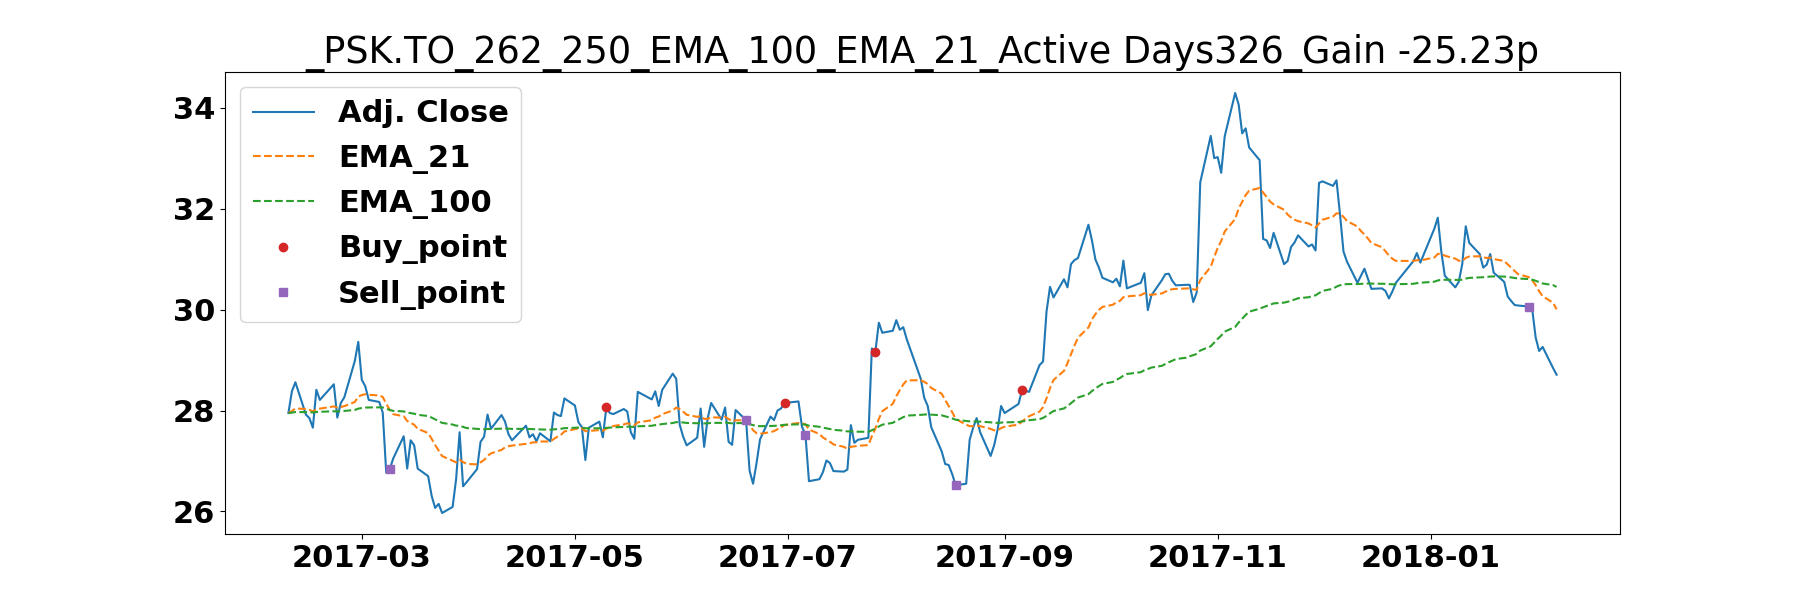 _PSK.TO_262_250_EMA_100_EMA_21_Active Days326_Gain -25.23p
34
32
30
28
26
Adj. Close
EMA_21
EMA_100
Buy_point
Sell_point
2017-03 2017-05 2017-07 2017-09 2017-11 2018-01